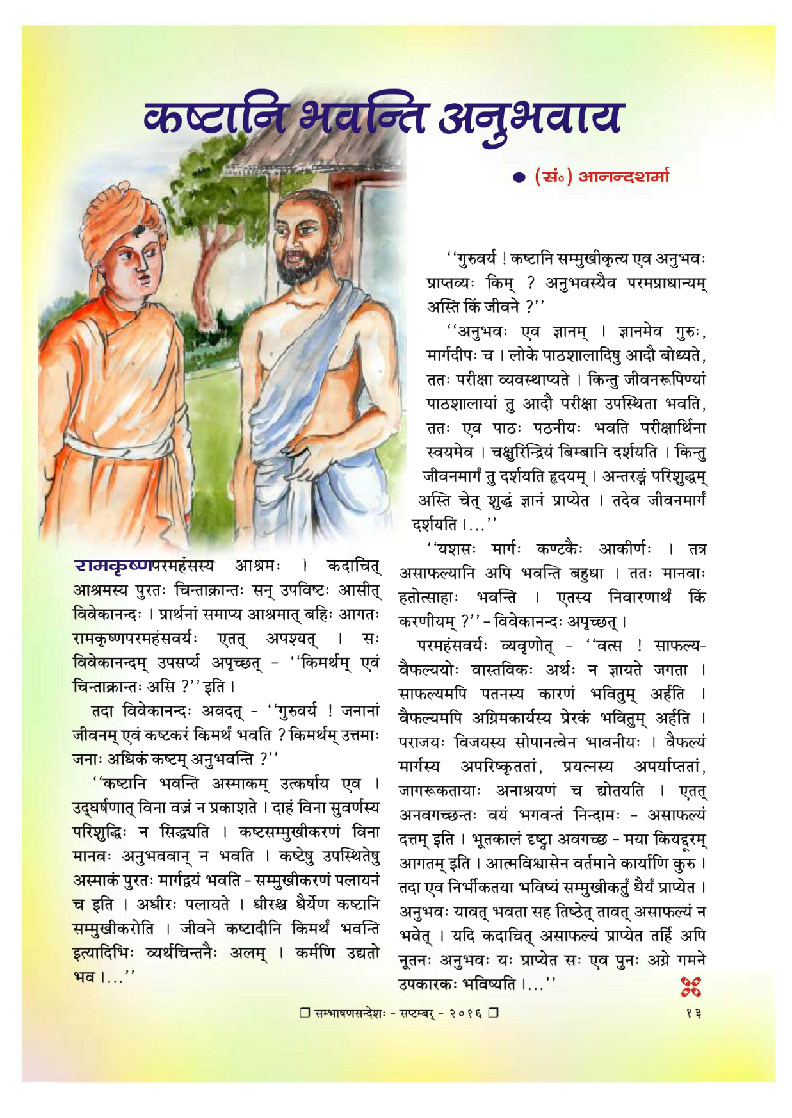 कष्टानि भवन्ति अनुभवाय
● (सं॰) आनन्दशर्मा
रामकृष्णपरमहंसस्य आश्रमः । कदाचित्
आश्रमस्य पुरतः चिन्ताक्रान्तः सन् उपविष्टः आसीत्
विवेकानन्दः । प्रार्थनां समाप्य आश्रमात् बहिः आगतः
रामकृष्णपरमहंसवर्यः एतत् अपश्यत् । सः
विवेकानन्दम् उपसर्प्य अपृच्छत् – ‘‘किमर्थम् एवं
चिन्ताक्रान्तः असि ?’’ इति ।
तदा विवेकानन्दः अवदत् – ‘‘गुरुवर्य ! जनानां
जीवनम् एवं कष्टकरं किमर्थं भवति ? किमर्थम् उत्तमाः
जनाः अधिकं कष्टम् अनुभवन्ति ?’’
‘‘कष्टानि भवन्ति अस्माकम् उत्कर्षाय एव ।
उद्घर्षणात् विना वज्रं न प्रकाशते । दाहं विना सुवर्णस्य
परिशुद्धिः न सिद्ध्यति । कष्टसम्मुखीकरणं विना
मानवः अनुभववान् न भवति । कष्टेषु उपस्थितेषु
अस्माकं पुरतः मार्गद्वयं भवति – सम्मुखीकरणं पलायनं
च इति । अधीरः पलायते । धीरश्च धैर्येण कष्टानि
सम्मुखीकरोति । जीवने कष्टादीनि किमर्थं भवन्ति
इत्यादिभिः व्यर्थचिन्तनैः अलम् । कर्मणि उद्यतो
भव ।...’’
‘‘गुरुवर्य ! कष्टानि सम्मुखीकृत्य एव अनुभवः
प्राप्तव्यः किम् ? अनुभवस्यैव परमप्राधान्यम्
अस्ति किं जीवने ?’’
‘‘अनुभवः एव ज्ञानम् । ज्ञानमेव गुरुः,
मार्गदीपः च । लोके पाठशालादिषु आदौ बोध्यते,
ततः परीक्षा व्यवस्थाप्यते । किन्तु जीवनरूपिण्यां
पाठशालायां तु आदौ परीक्षा उपस्थिता भवति,
ततः एव पाठः पठनीयः भवति परीक्षार्थिना
स्वयमेव । चक्षुरिन्द्रियं बिम्बानि दर्शयति । किन्तु
जीवनमार्गं तु दर्शयति हृदयम् । अन्तरङ्गं परिशुद्धम्
अस्ति चेत् शुद्धं ज्ञानं प्राप्येत । तदेव जीवनमार्गं
दर्शयति ।...’’
‘‘यशसः मार्गः कण्टकैः आकीर्णः । तत्र
असाफल्यानि अपि भवन्ति बहुधा । ततः मानवाः
हतोत्साहाः भवन्ति । एतस्य निवारणार्थं किं
करणीयम् ?’’ – विवेकानन्दः अपृच्छत् ।
परमहंसवर्यः व्यवृणोत् – ‘‘वत्स ! साफल्य-
वैफल्ययोः वास्तविकः अर्थः न ज्ञायते जगता ।
साफल्यमपि पतनस्य कारणं भवितुम् अर्हति ।
वैफल्यमपि अग्रिमकार्यस्य प्रेरकं भवितुम् अर्हति ।
पराजयः विजयस्य सोपानत्वेन भावनीयः । वैफल्यं
मार्गस्य अपरिष्कृततां, प्रयत्नस्य अपर्याप्ततां,
जागरूकतायाः अनाश्रयणं च द्योतयति । एतत्
अनवगच्छन्तः वयं भगवन्तं निन्दामः – असाफल्यं
दत्तम् इति । भूतकालं दृष्ट्वा अवगच्छ – मया कियद्दूरम्
आगतम् इति । आत्मविश्वासेन वर्तमाने कार्याणि कुरु ।
तदा एव निर्भीकतया भविष्यं सम्मुखीकर्तुं धैर्यं प्राप्येत ।
अनुभवः यावत् भवता सह तिष्ठेत् तावत् असाफल्यं न
भवेत् । यदि कदाचित् असाफल्यं प्राप्येत तर्हि अपि
नूतनः अनुभवः यः प्राप्येत सः एव पुनः अग्रे गमने
उपकारकः भविष्यति ।...’’
❒ सम्भाषणसन्देशः – सप्टम्बर् – २०१६ ❒ १३